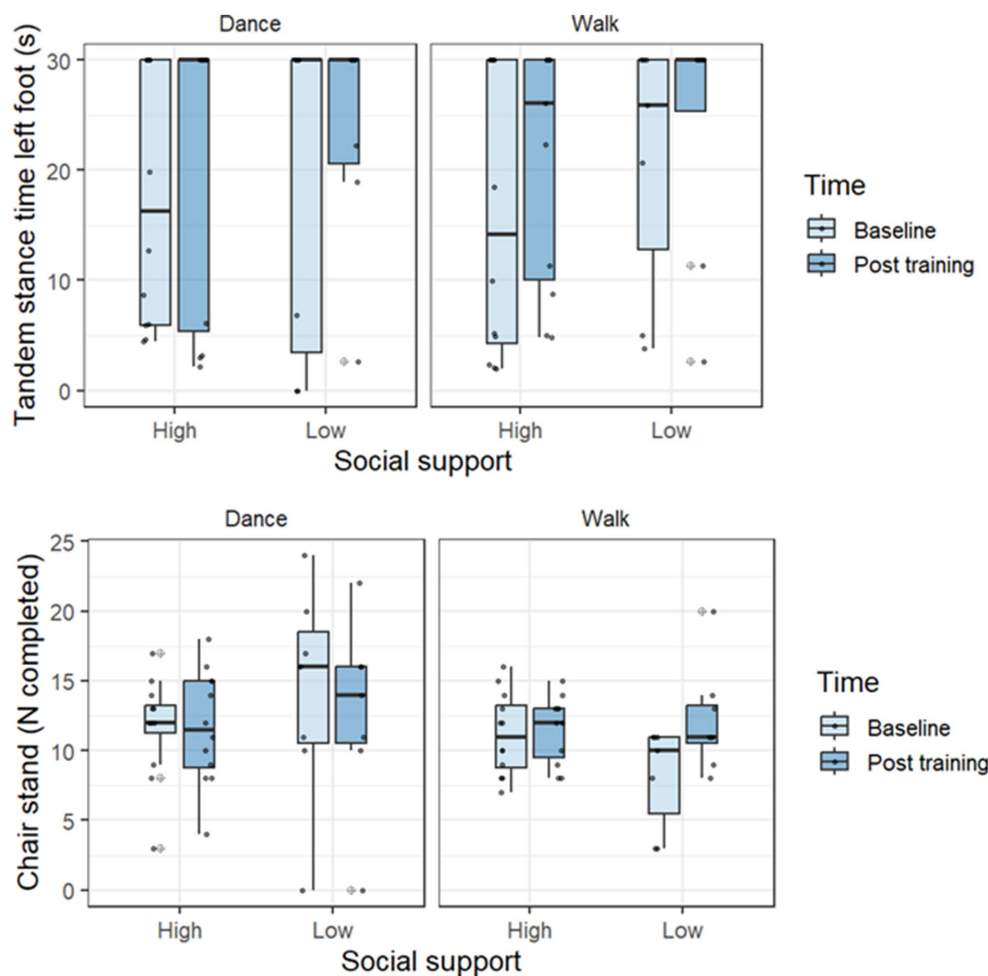 Dance
Walk
Tandem stance time left foot (s)
30
20
10
0
High
Low
High
Low
Social support
Time
Baseline
Post training
Dance
Walk
Chair stand (N completed)
25
20
15
10
5
0
High
Low
High
Low
Social support
Time
Baseline
Post training